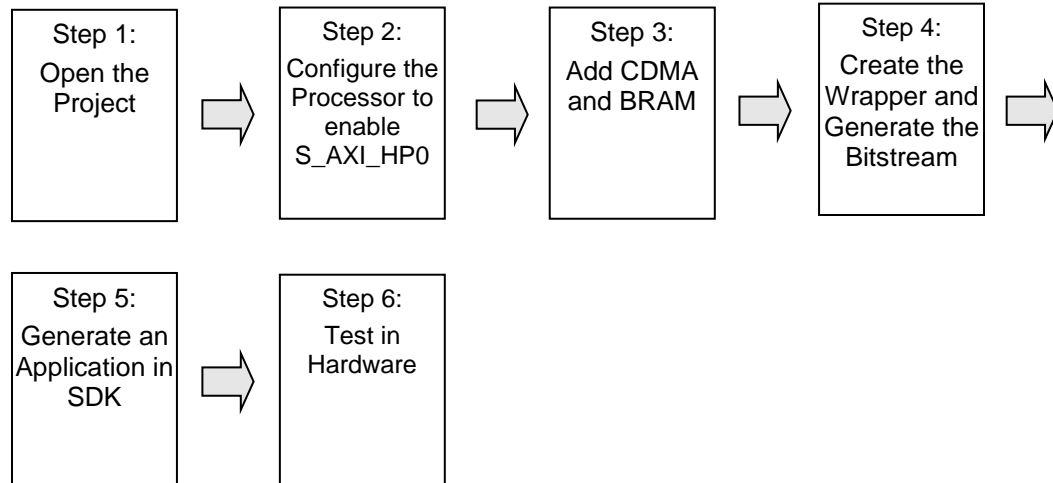 Step 1:
Open the
Project
Step 2:
Configure the
Processor to
enable
S_AXI_HP0
Step 3:
Add CDMA
and BRAM
Step 4:
Create the
Wrapper and
Generate the
Bitstream
Step 5:
Generate an
Application in
SDK
Step 6:
Test in
Hardware